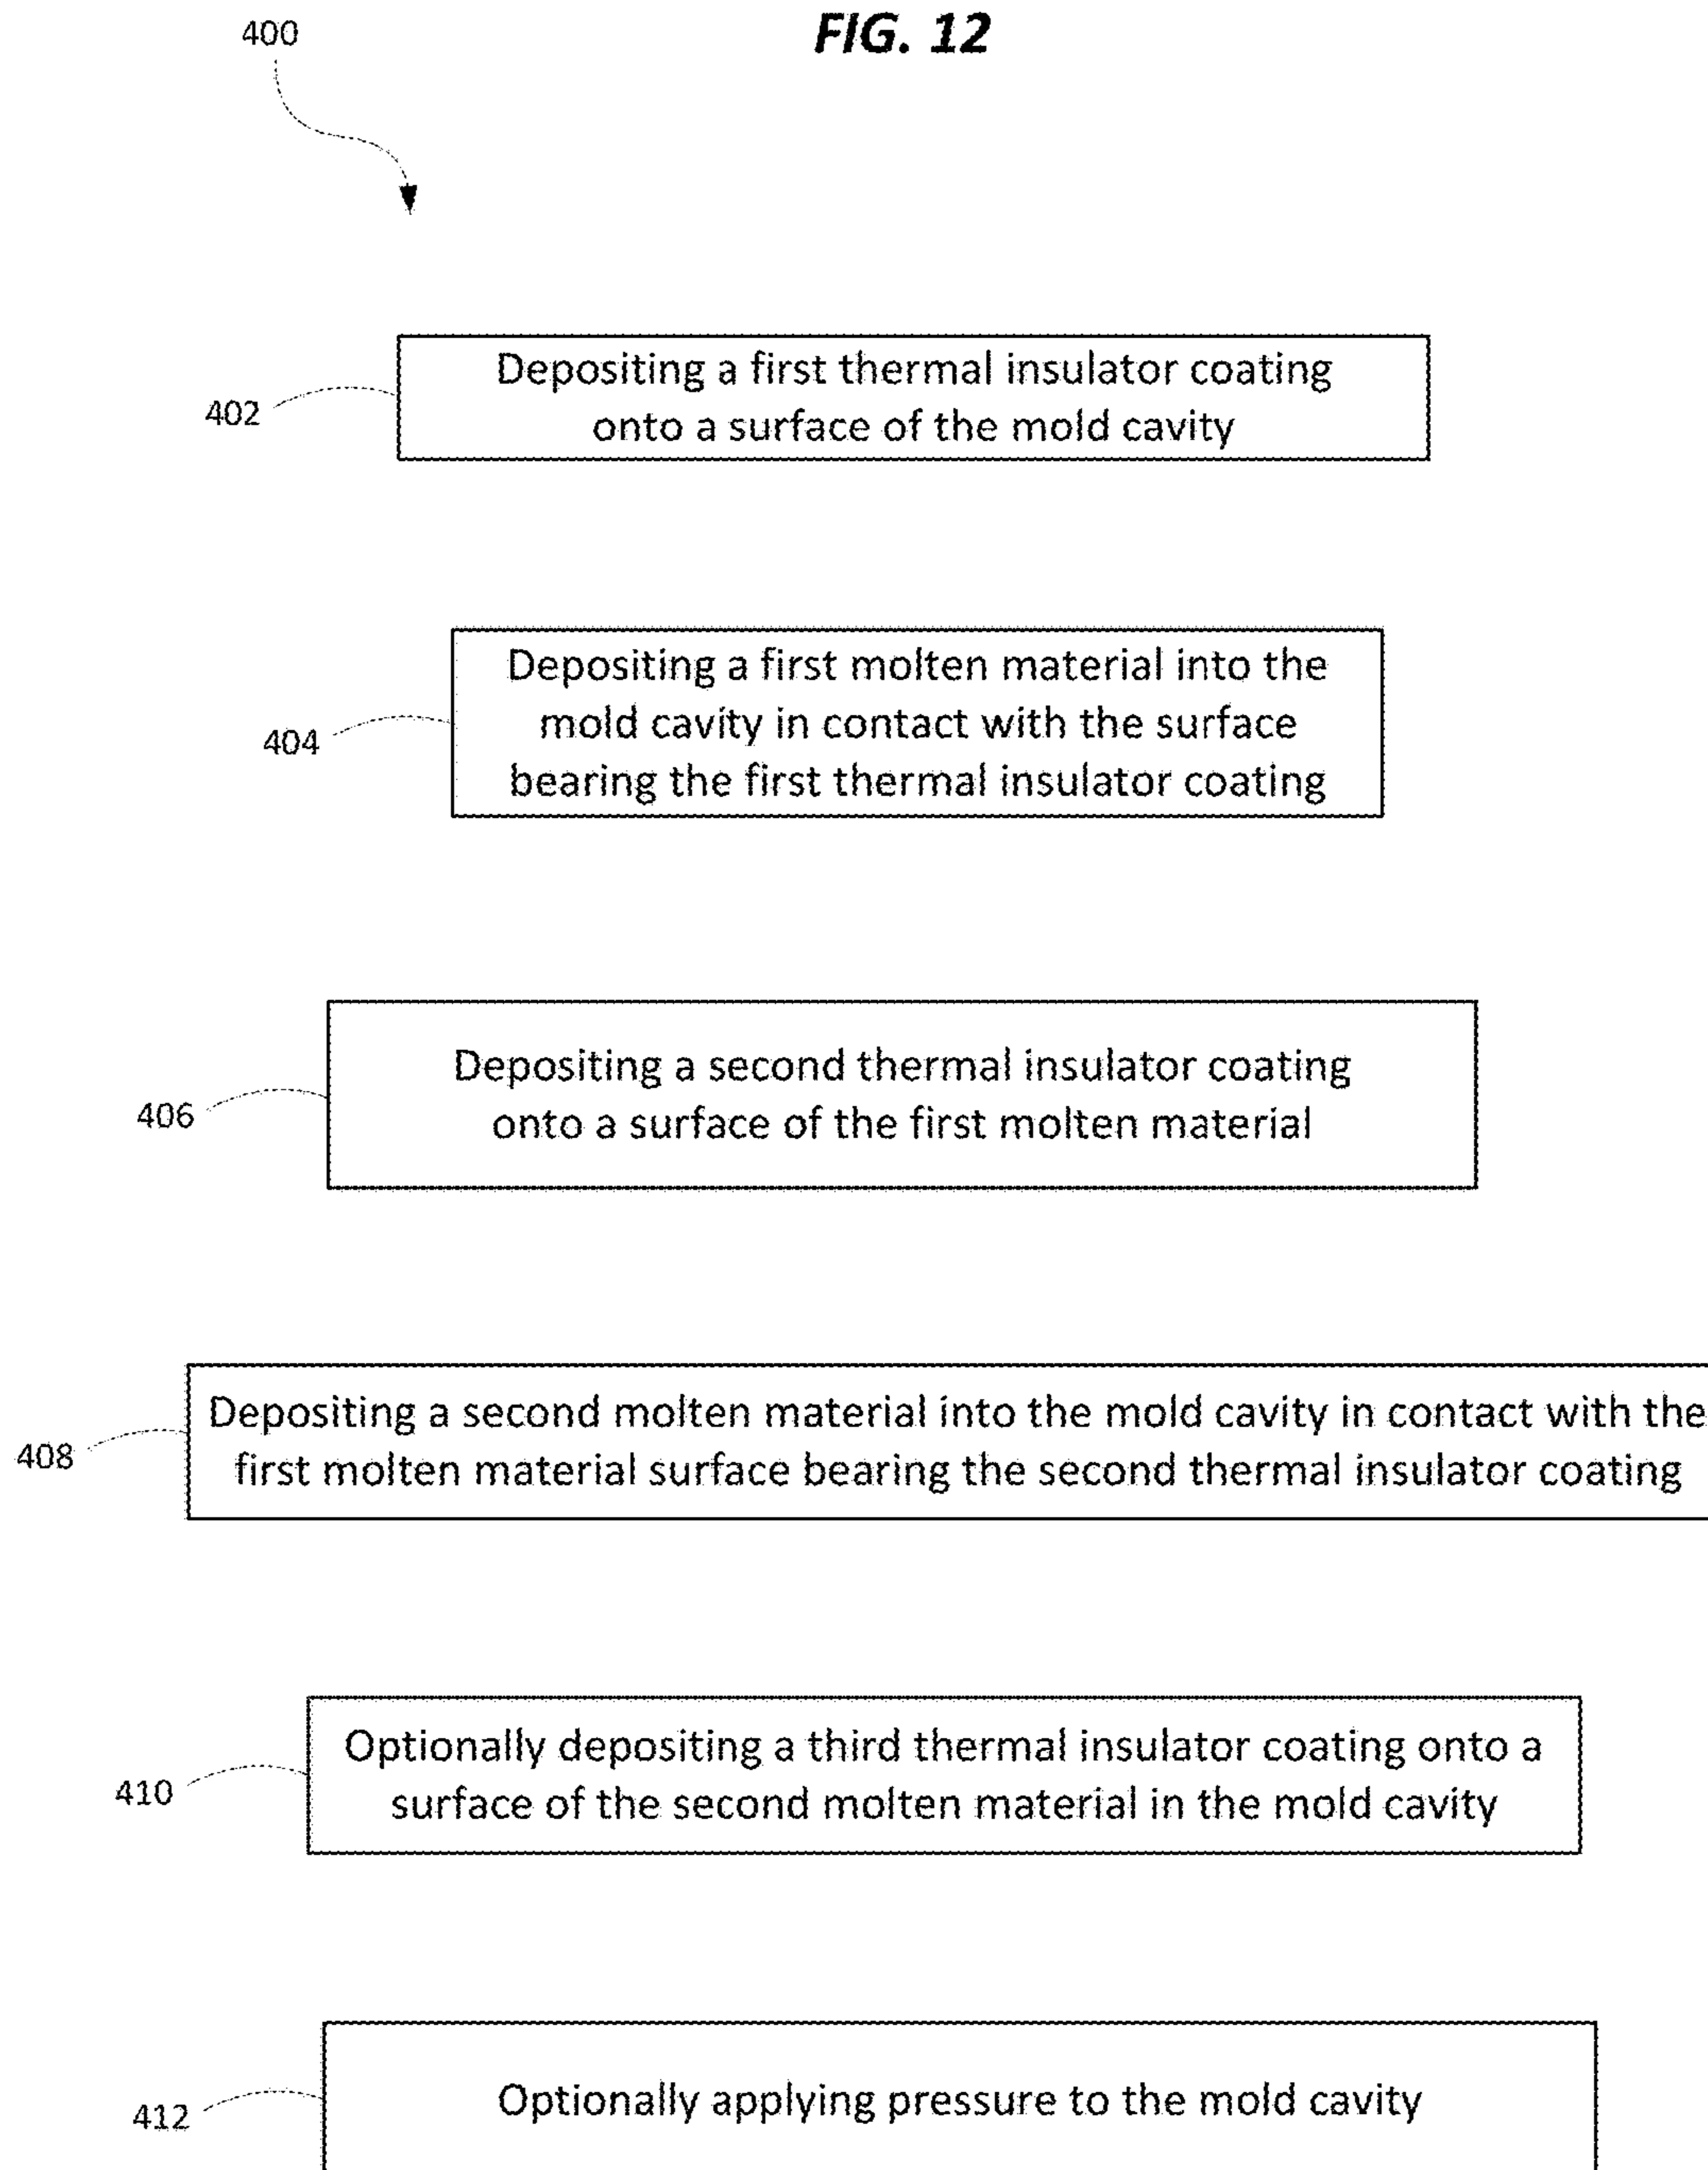 400
FIG. 12
402
Depositing a first thermal insulator coating
onto a surface of the mold cavity
404
Depositing a first molten material into the
mold cavity in contact with the surface
bearing the first thermal insulator coating
406
Depositing a second thermal insulator coating
onto a surface of the first molten material
408
Depositing a second molten material into the mold cavity in contact with the
first molten material surface bearing the second thermal insulator coating
410
Optionally depositing a third thermal insulator coating onto a
surface of the second molten material in the mold cavity
412
Optionally applying pressure to the mold cavity